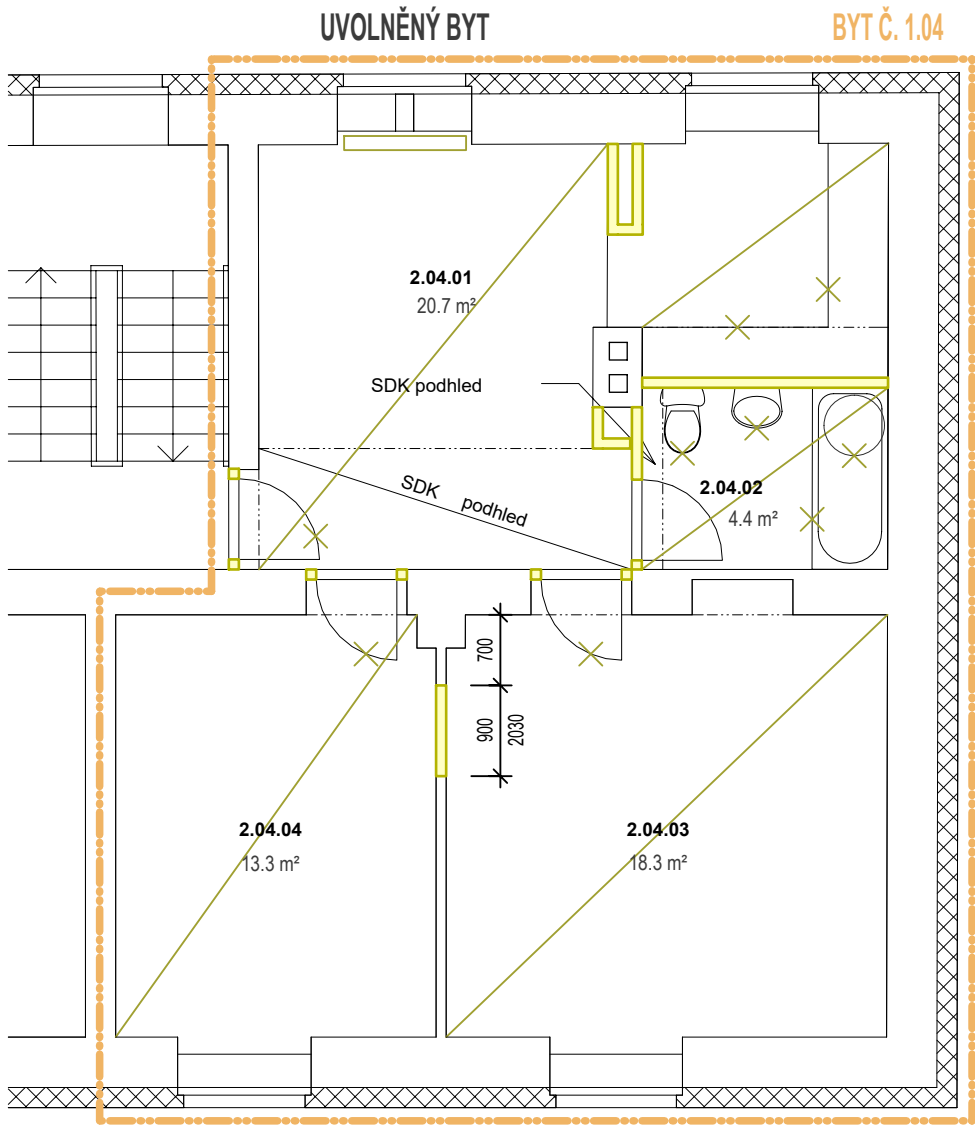 UVOLNĚNÝ BYT
BYT Č. 1.04
2.04.01
20.7 m²
SDK podhled
SDK podhled
2.04.02
4.4 m²
700
900
2030
2.04.04
13.3 m²
2.04.03
18.3 m²